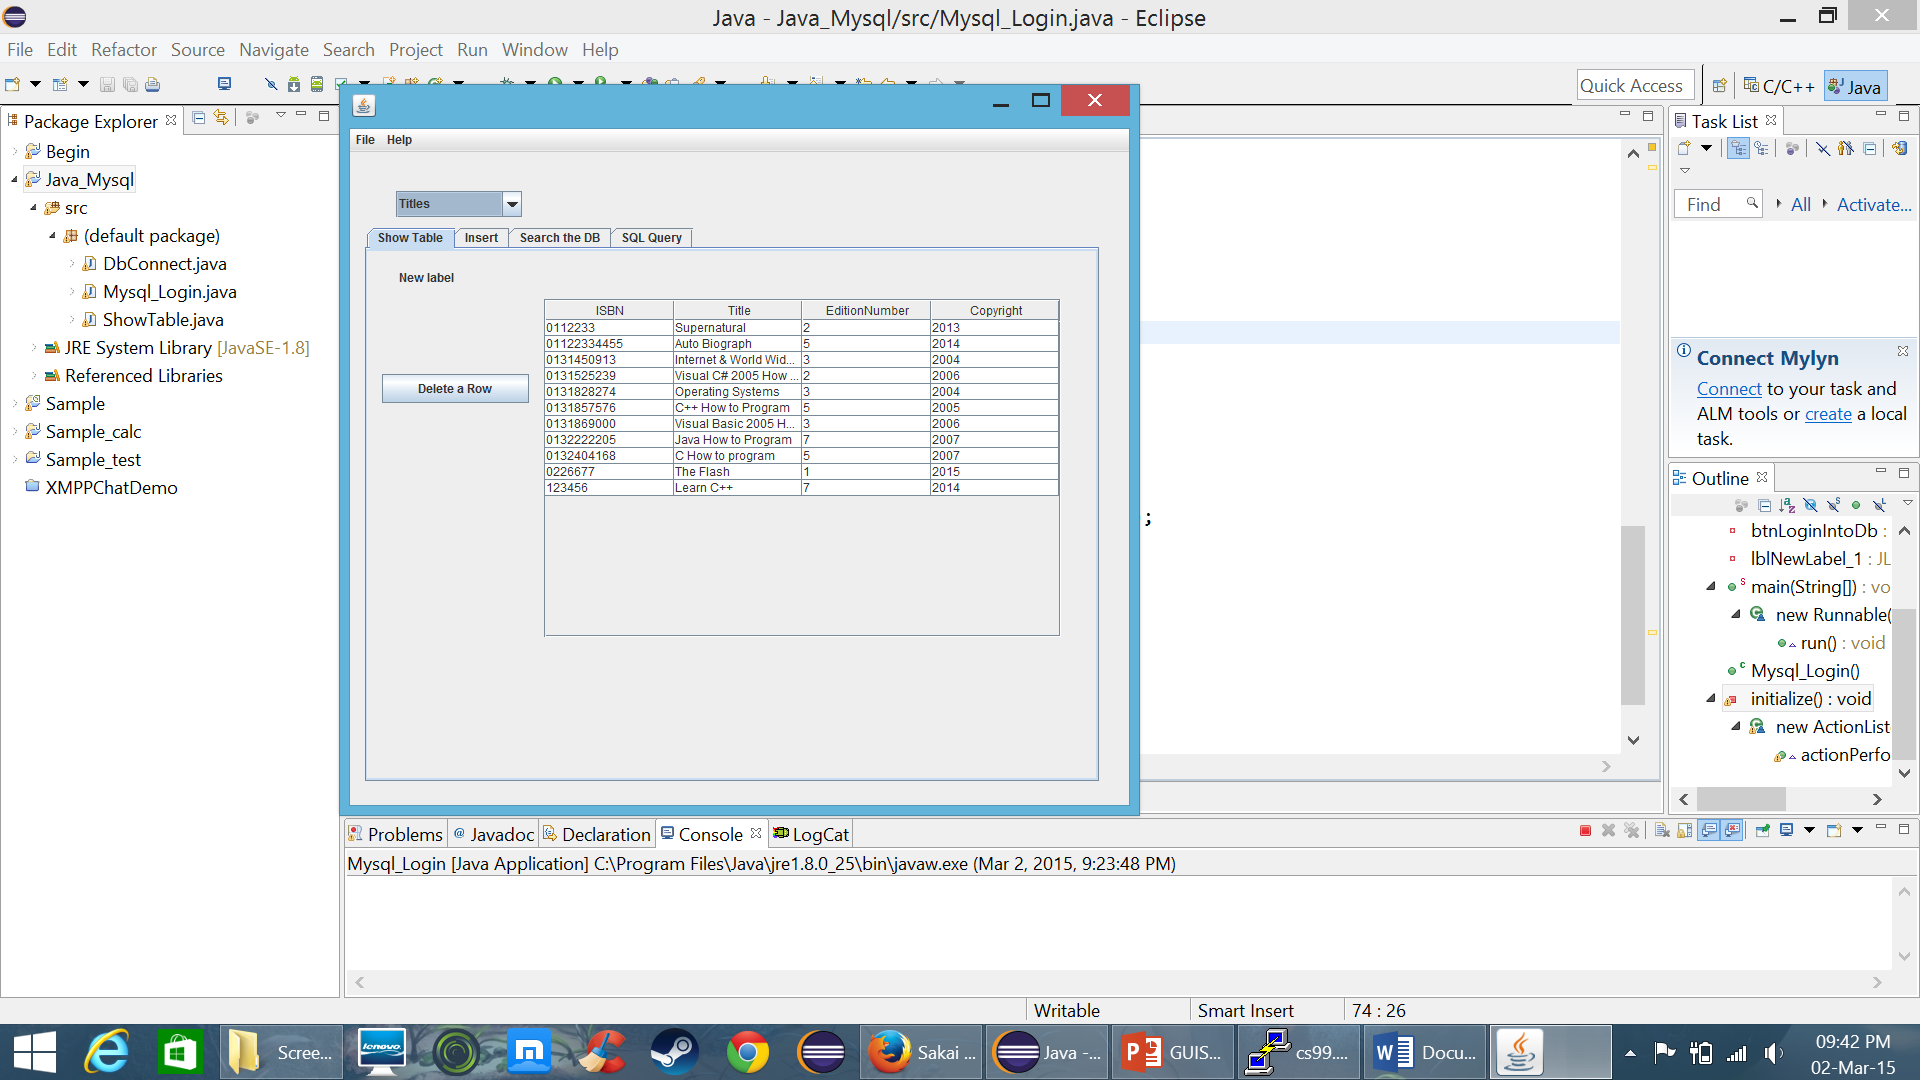 Java - Java_Mysql/src/Mysql_Login.java - Eclipse
File Edit Refactor Source Navigate Search Project Run Window Help
Quick Access
C/C++
Java
Package Explorer
Begin
Java_Mysql
src
(default package)
DbConnect.java
Mysql_Login.java
ShowTable.java
JRE System Library [JavaSE-1.8]
Referenced Libraries
Sample
Sample_calc
Sample_test
XMPPChatDemo
File Help
Titles
Show Table Insert Search the DB SQL Query
New label
Delete a Row
ISBN Title EditionNumber Copyright
0112233 Supernatural 2 2013
01122334455 Auto Biograph 5 2014
0131450913 Internet & World Wid... 3 2004
0131525239 Visual C# 2005 How ... 2 2006
0131828274 Operating Systems 3 2004
0131857576 C++ How to Program 5 2005
0131869000 Visual Basic 2005 H... 3 2006
0132222205 Java How to Program 7 2007
0132404168 C How to program 5 2007
0226677 The Flash 1 2015
123456 Learn C++ 7 2014
;
Task List
Find All Activate...
Connect Mylyn
Connect to your task and
ALM tools or create a local
task.
Outline
btnLoginIntoDb :
lblNewLabel_1 : JL
main(String[]) : vo
new Runnable(
run() : void
Mysql_Login()
initialize() : void
new ActionList
actionPerfo
Problems Javadoc Declaration Console LogCat
Mysql_Login [Java Application] C:\Program Files\Java\jre1.8.0_25\bin\javaw.exe (Mar 2, 2015, 9:23:48 PM)
Writable Smart Insert 74 : 26
Scree... lenovo Sakai ... Java -... GUIS... cs99.... Docu...
09:42 PM
02-Mar-15